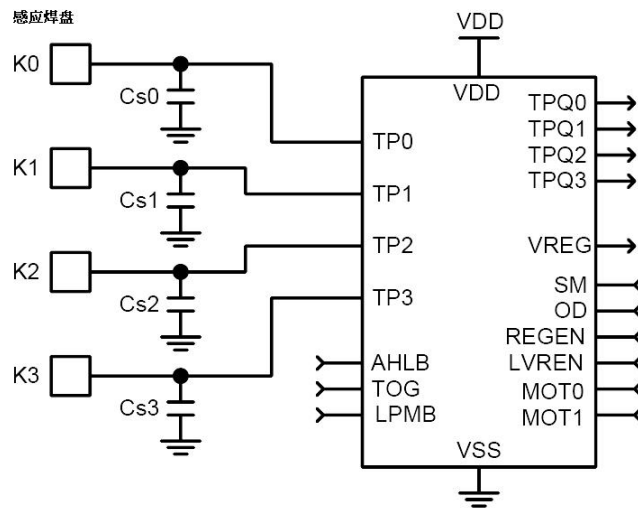 感应焊盘
VDD
K0
VDD
TPQ0
Cs0
TPQ1
TP0
TPQ2
K1
TPQ3
Cs1
TP1
K2
TP2
VREG
Cs2
SM
TP3
OD
REGEN
K3
AHLB
LVREN
Cs3
TOG
MOT0
LPMB
MOT1
VSS